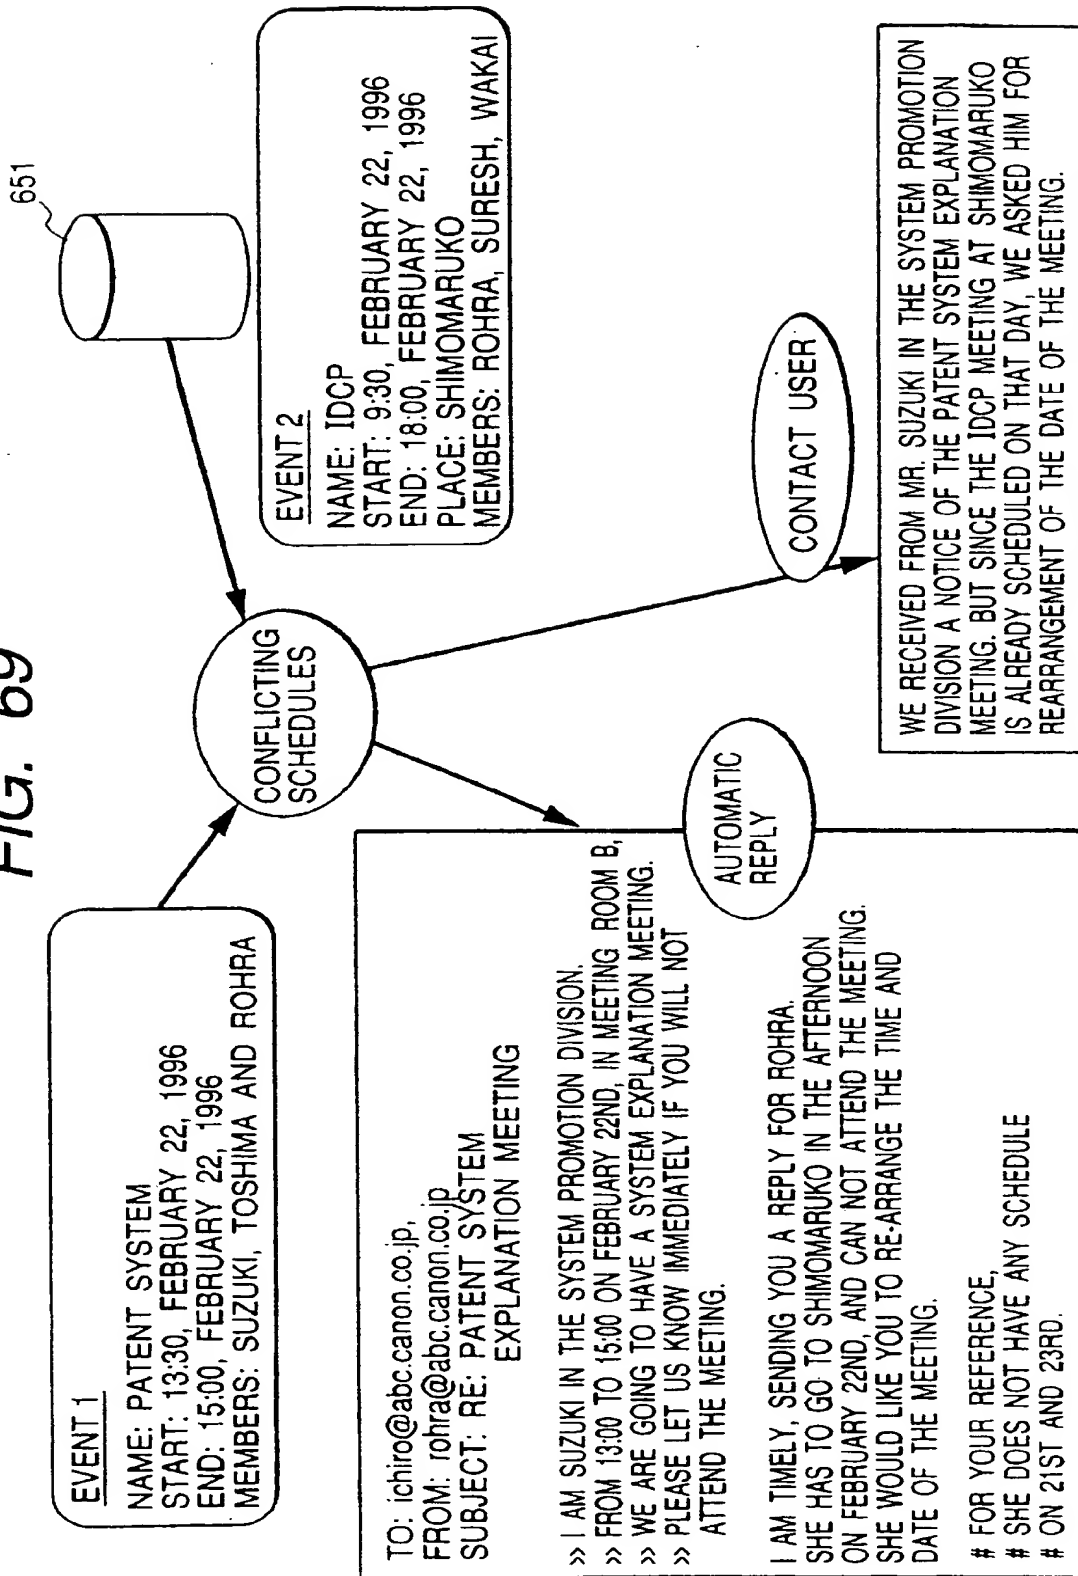 FIG. 69
651
EVENT 1
NAME: PATENT SYSTEM
START: 13:30, FEBRUARY 22, 1996
END: 15:00, FEBRUARY 22, 1996
MEMBERS: SUZUKI, TOSHIMA AND ROHRA
CONFLICTING
SCHEDULES
EVENT 2
NAME: IDCP
START: 9:30, FEBRUARY 22, 1996
END: 18:00, FEBRUARY 22, 1996
PLACE: SHIMOMARUKO
MEMBERS: ROHRA, SURESH, WAKAI
TO: ichiro@abc.canon.co.jp,
FROM: rohra@abc.canon.co.jp
SUBJECT: RE: PATENT SYSTEM
EXPLANATION MEETING
>> I AM SUZUKI IN THE SYSTEM PROMOTION DIVISION.
>> FROM 13:00 TO 15:00 ON FEBRUARY 22ND, IN MEETING ROOM B,
>> WE ARE GOING TO HAVE A SYSTEM EXPLANATION MEETING.
>> PLEASE LET US KNOW IMMEDIATELY IF YOU WILL NOT
ATTEND THE MEETING.
I AM TIMELY, SENDING YOU A REPLY FOR ROHRA.
SHE HAS TO GO TO SHIMOMARUKO IN THE AFTERNOON
ON FEBRUARY 22ND, AND CAN NOT ATTEND THE MEETING.
SHE WOULD LIKE YOU TO RE-ARRANGE THE TIME AND
DATE OF THE MEETING.
# FOR YOUR REFERENCE,
# SHE DOES NOT HAVE ANY SCHEDULE
# ON 21ST AND 23RD.
AUTOMATIC
REPLY
CONTACT USER
WE RECEIVED FROM MR. SUZUKI IN THE SYSTEM PROMOTION
DIVISION A NOTICE OF THE PATENT SYSTEM EXPLANATION
MEETING. BUT SINCE THE IDCP MEETING AT SHIMOMARUKO
IS ALREADY SCHEDULED ON THAT DAY, WE ASKED HIM FOR
REARRANGEMENT OF THE DATE OF THE MEETING.